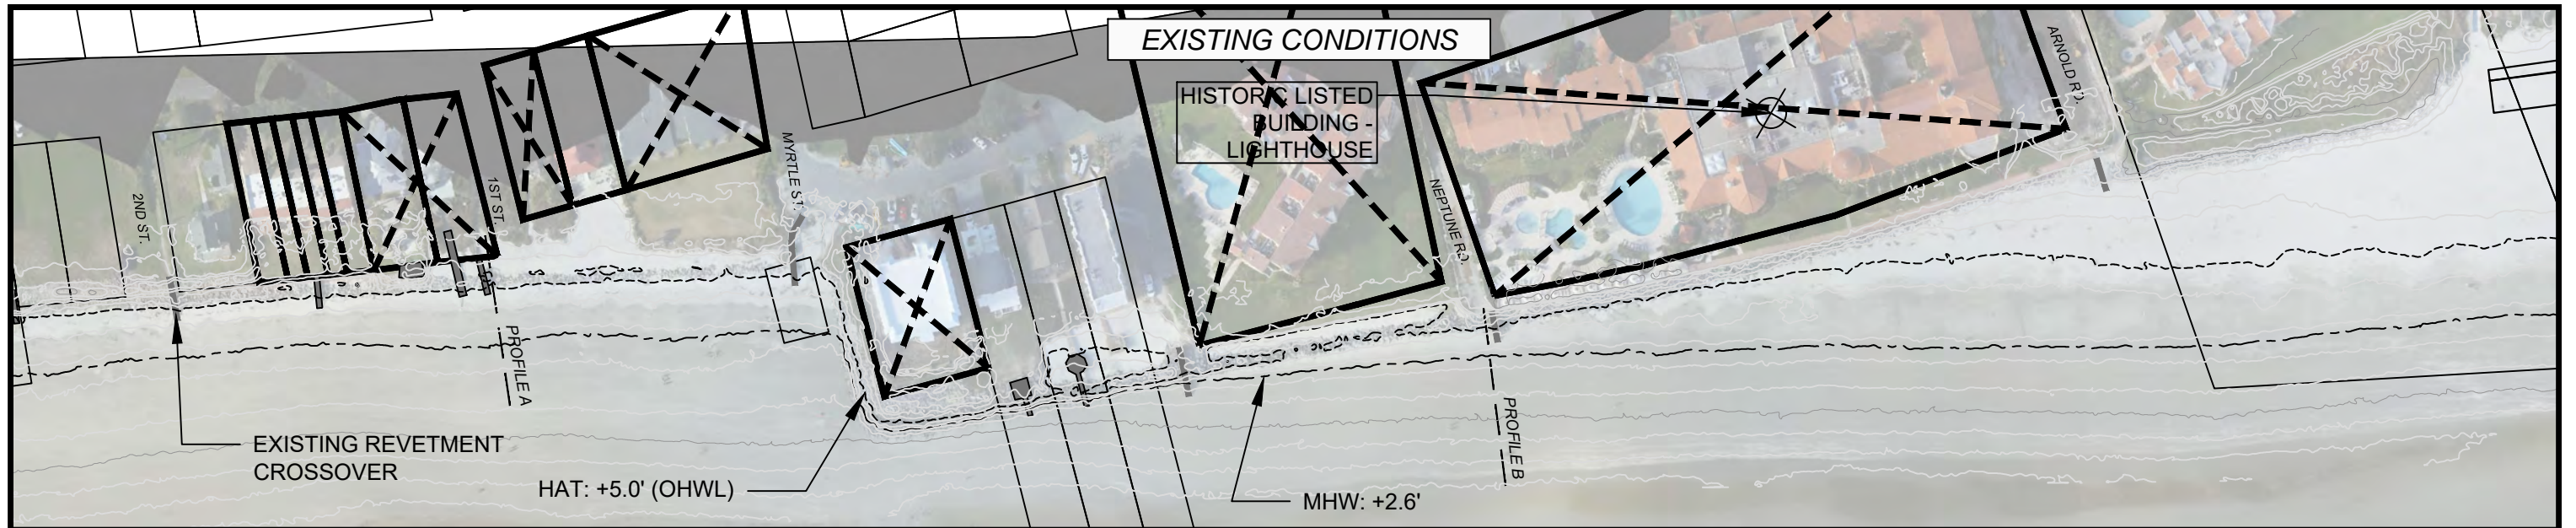 EXISTING CONDITIONS
HISTORIC LISTED
BUILDING -
LIGHTHOUSE
2ND ST.
1ST ST.
MYRTLE ST.
NEPTUNE RD.
ARNOLD RD.
PROFILE A
PROFILE B
EXISTING REVETMENT
CROSSOVER
HAT: +5.0' (OHWL)
MHW: +2.6'